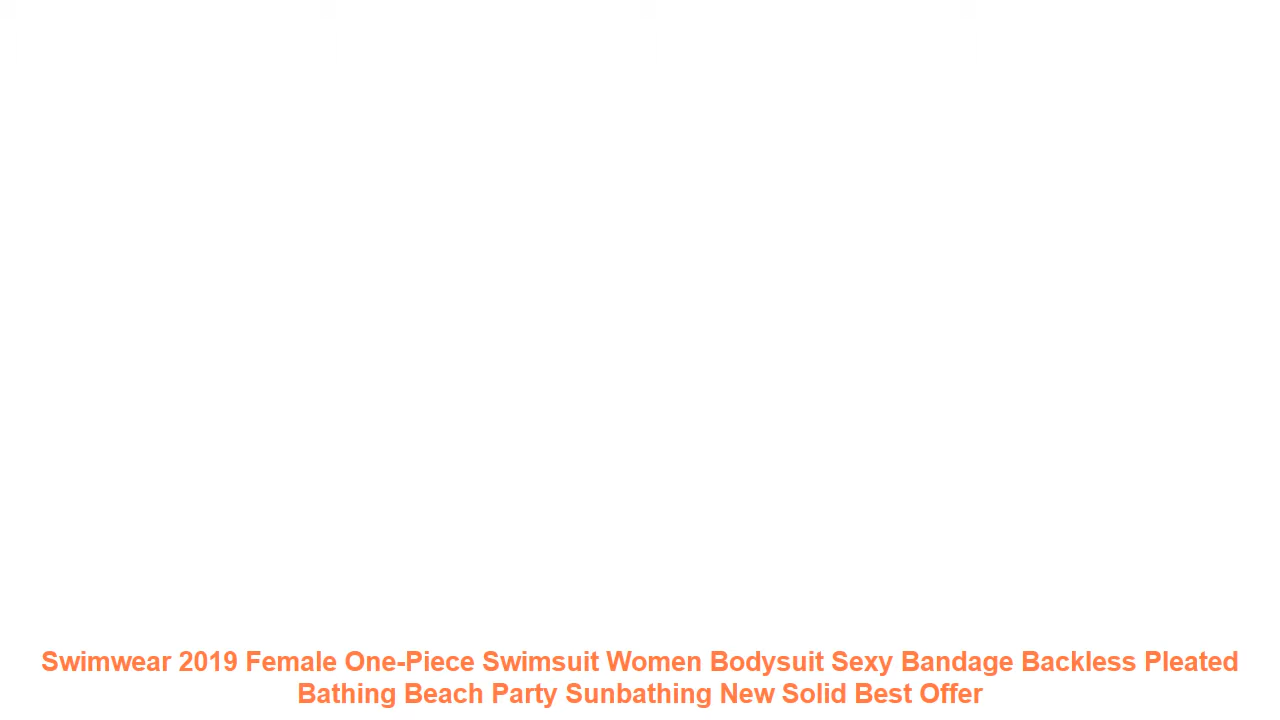 Swimwear 2019 Female One-Piece Swimsuit Women Bodysuit Sexy Bandage Backless Pleated
Bathing Beach Party Sunbathing New Solid Best Offer